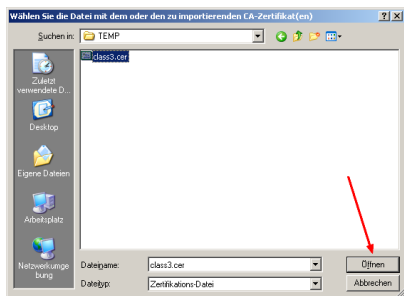 Wählen Sie die Datei mit dem oder den zu importierenden CA-Zertifikat(en)
Suchen in:
TEMP
class3.cer
Zuletzt
verwendete D...
Desktop
Eigene Dateien
Arbeitsplatz
Netzwerkumge
bung
Dateiname:
class3.cer
Öffnen
Dateityp:
Zertifikations-Datei
Abbrechen